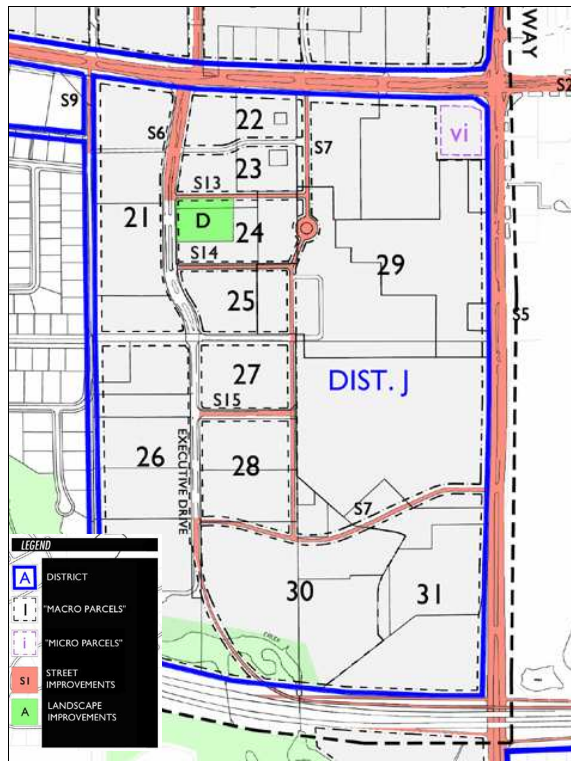 WAY
S9
S2
22
S6
vi
S7
23
S13
21
D
24
29
S14
25
S5
27
DIST. J
S15
26
EXECUTIVE DRIVE
28
S7
30
31
LEGEND
A DISTRICT
I "MACRO PARCELS"
i "MICRO PARCELS"
S1 STREET
IMPROVEMENTS
A LANDSCAPE
IMPROVEMENTS